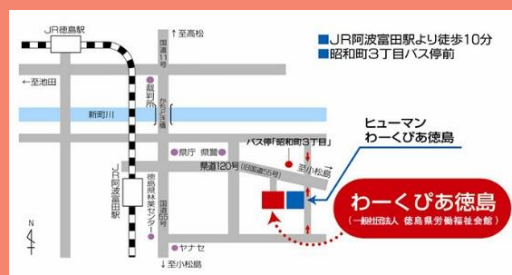 JR徳島駅
↑至高松
国道11号
■JR阿波富田駅より徒歩10分
■昭和町3丁目バス停前
←至池田
裁判所
かちどき橋
新町川
ヒューマン
わーくぴあ徳島
バス停「昭和町3丁目」
県庁 県警
県道120号(旧国道55号)
至小松島→
JR阿波富田駅
徳島県林業センター
国道55号
わーくぴあ徳島
(一般社団法人 徳島県労働福祉会館)
ヤナセ
N
↓至小松島